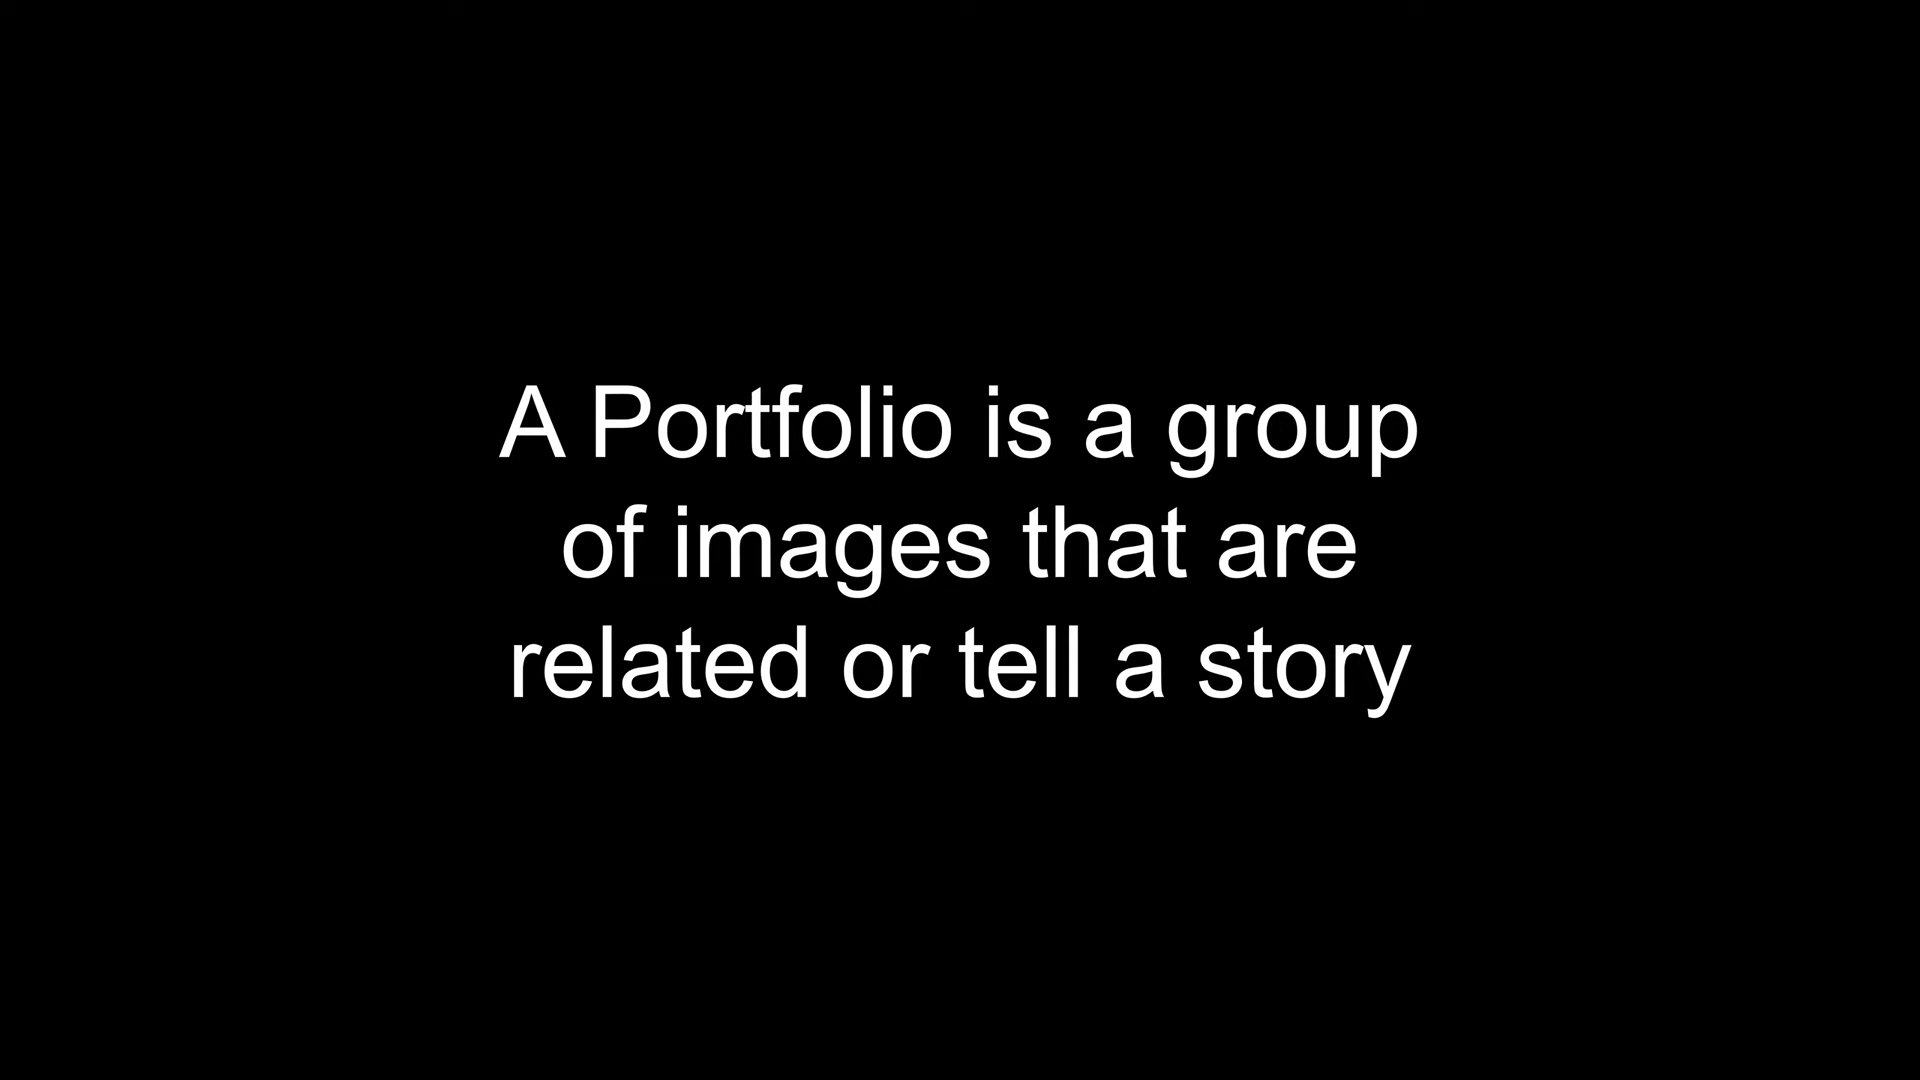 A Portfolio is a group
of images that are
related or tell a story